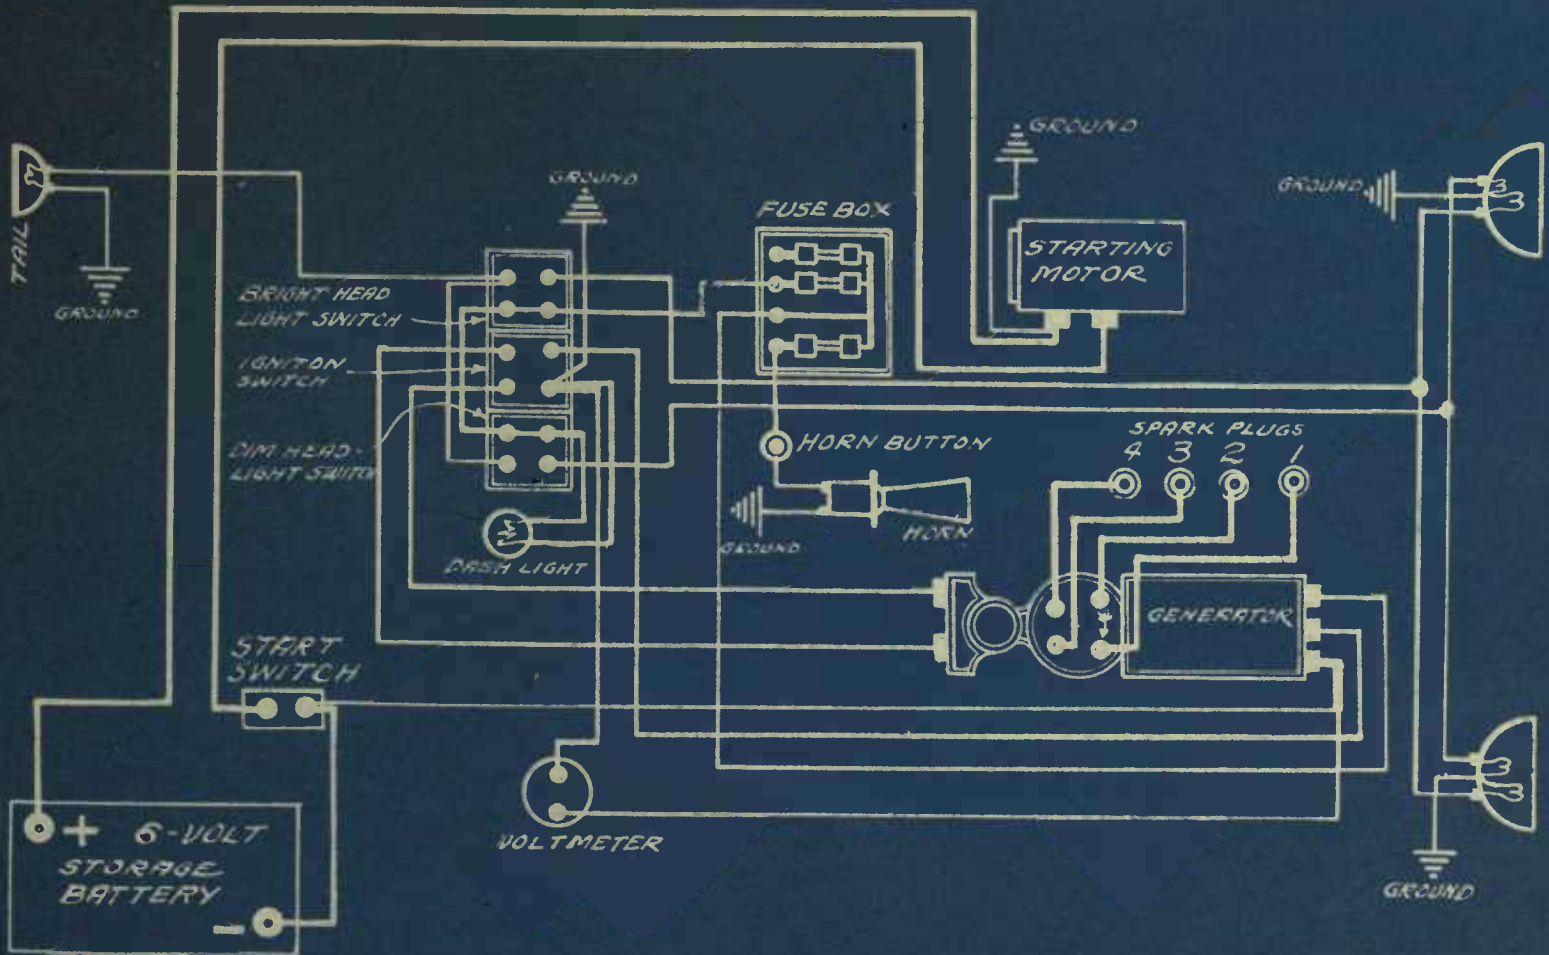 GROUND
GROUND
GROUND
FUSE BOX
GROUND
STARTING
MOTOR
TAIL
GROUND
BRIGHT HEAD
LIGHT SWITCH
IGNITON
SWITCH
DIM HEAD-
LIGHT SWITCH
HORN BUTTON
SPARK PLUGS
4 3 2 1
HORN
GROUND
DASH LIGHT
GENERATOR
START
SWITCH
+ 6-VOLT
STORAGE
BATTERY
-
VOLTMETER
GROUND